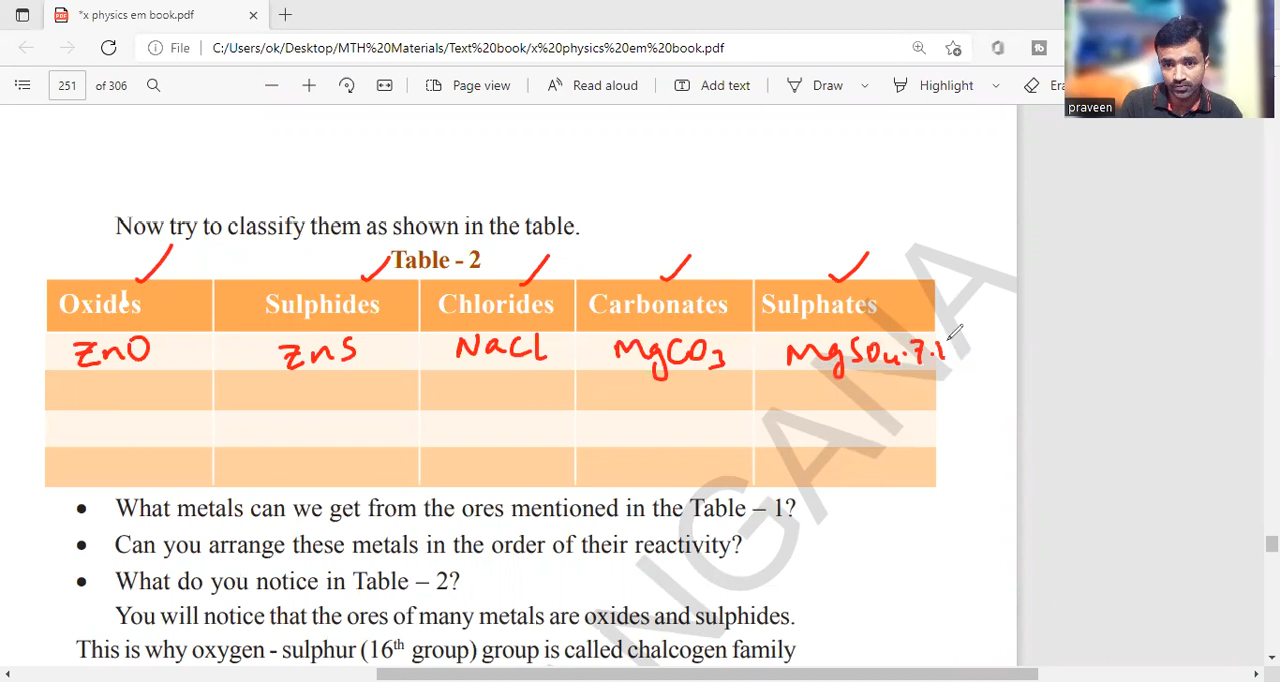 *x physics em book.pdf
File C:/Users/ok/Desktop/MTH%20Materials/Text%20book/x%20physics%20em%20book.pdf
251 of 306 Page view Read aloud Add text Draw Highlight
praveen
Now try to classify them as shown in the table.
Table - 2
Oxides Sulphides Chlorides Carbonates Sulphates
ZnO ZnS NaCl MgCO3 MgSO4.7.
What metals can we get from the ores mentioned in the Table – 1?
Can you arrange these metals in the order of their reactivity?
What do you notice in Table – 2?
You will notice that the ores of many metals are oxides and sulphides.
This is why oxygen - sulphur (16th group) group is called chalcogen family